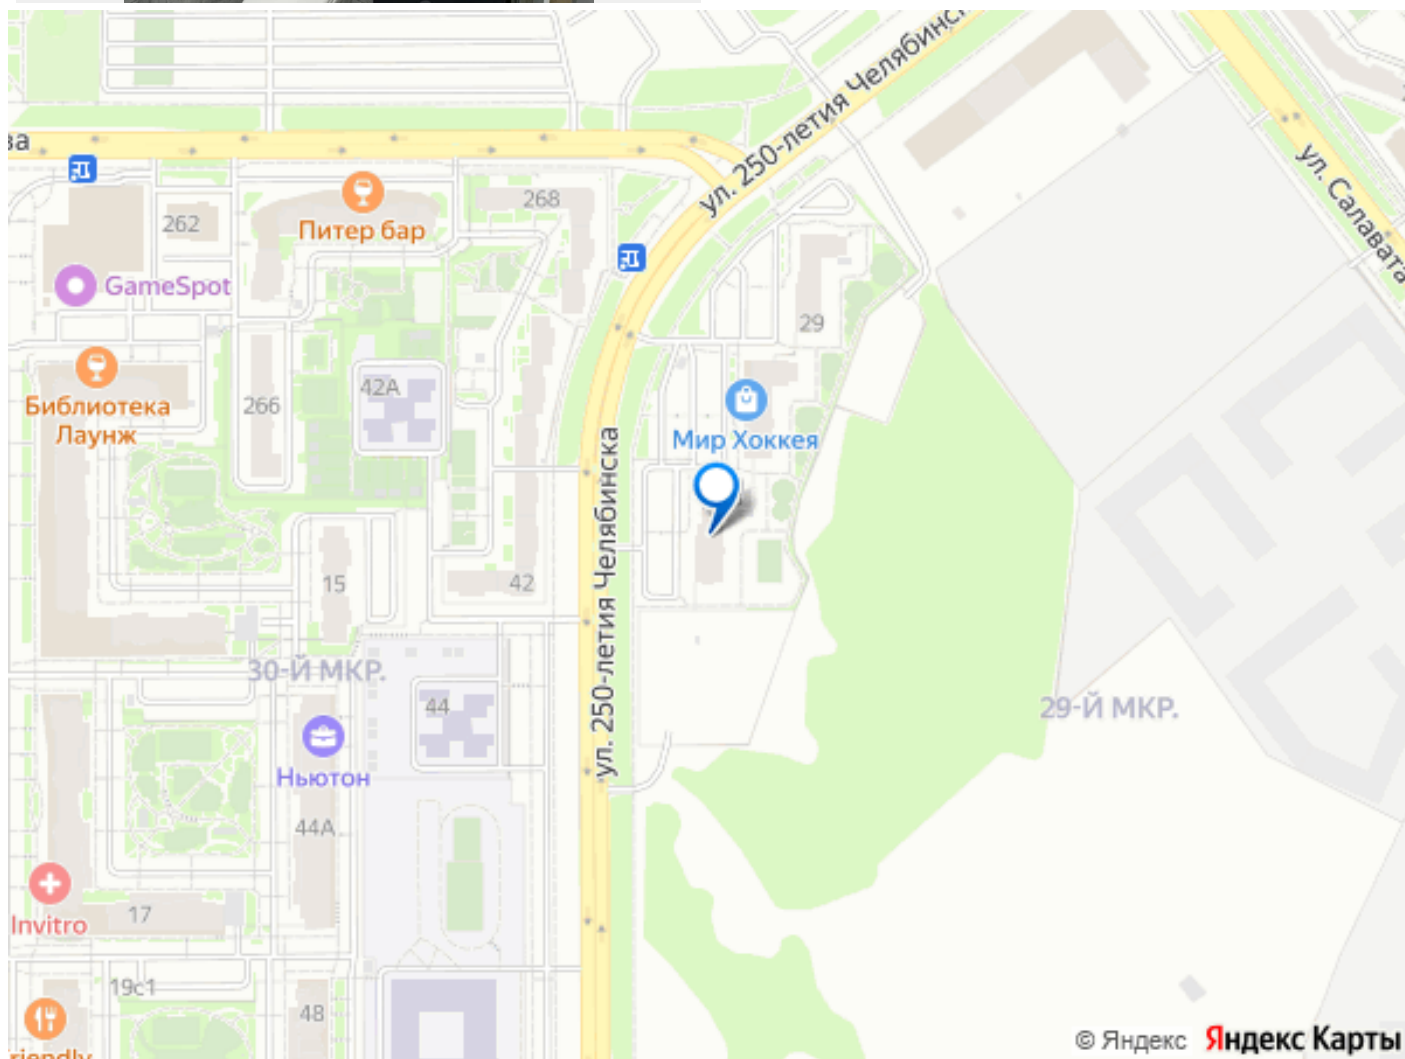 ул. 250-летия Челябинск
ва
268
262
Питер бар
ул. Салавата
GameSpot
29
42А
266
Библиотека
Лаунж
Мир Хоккея
ул. 250-летия Челябинска
15
42
30-Й МКР.
44
29-Й МКР.
Ньютон
44А
17
Invitro
19с1
48
riendly
© Яндекс Яндекс Карты